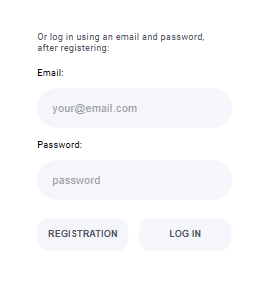 Or log in using an email and password,
after registering:
Email:
your@email.com
Password:
password
REGISTRATION LOG IN